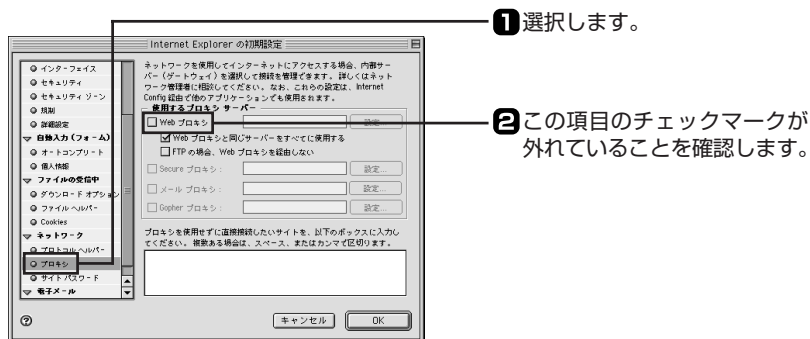 1 選択します。
Internet Explorer の初期設定
インターフェイス
セキュリティ
セキュリティ ゾーン
規制
詳細設定
自動入力 (フォーム)
オートコンプリート
個人情報
ファイルの受信中
ダウンロード オプション
ファイル ヘルパー
Cookies
ネットワーク
プロトコル ヘルパー
プロキシ
サイト パスワード
電子メール
ネットワークを使用してインターネットにアクセスする場合、内部サー
バー (ゲートウェイ) を選択して接続を管理できます。 詳しくはネット
ワーク管理者に相談してください。 なお、これらの設定は、Internet
Config 経由で他のアプリケーションでも使用されます。
使用するプロキシ サーバー
Web プロキシ : 設定...
Web プロキシと同じサーバーをすべてに使用する
FTP の場合、Web プロキシを経由しない
Secure プロキシ : 設定...
メール プロキシ : 設定...
Gopher プロキシ : 設定...
プロキシを使用せずに直接接続したいサイトを、以下のボックスに入力し
てください。 複数ある場合は、スペース、またはカンマで区切ります。
キャンセル OK
2 この項目のチェックマークが
外れていることを確認します。